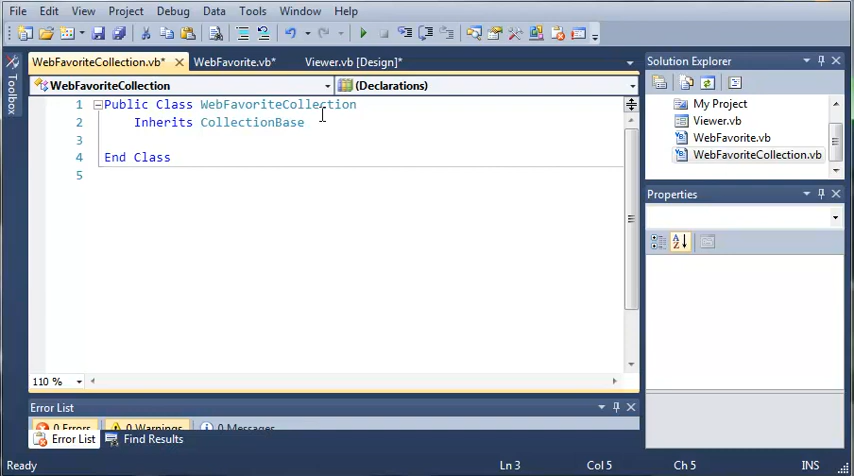 File Edit View Project Debug Data Tools Window Help
WebFavoriteCollection.vb* WebFavorite.vb* Viewer.vb [Design]*
Toolbox
WebFavoriteCollection (Declarations)
1 Public Class WebFavoriteCollection
2 Inherits CollectionBase
3
4 End Class
5
110 %
Error List
0 Errors 0 Warnings 0 Messages
Error List Find Results
Solution Explorer
My Project
Viewer.vb
WebFavorite.vb
WebFavoriteCollection.vb
Properties
Ready Ln 3 Col 5 Ch 5 INS